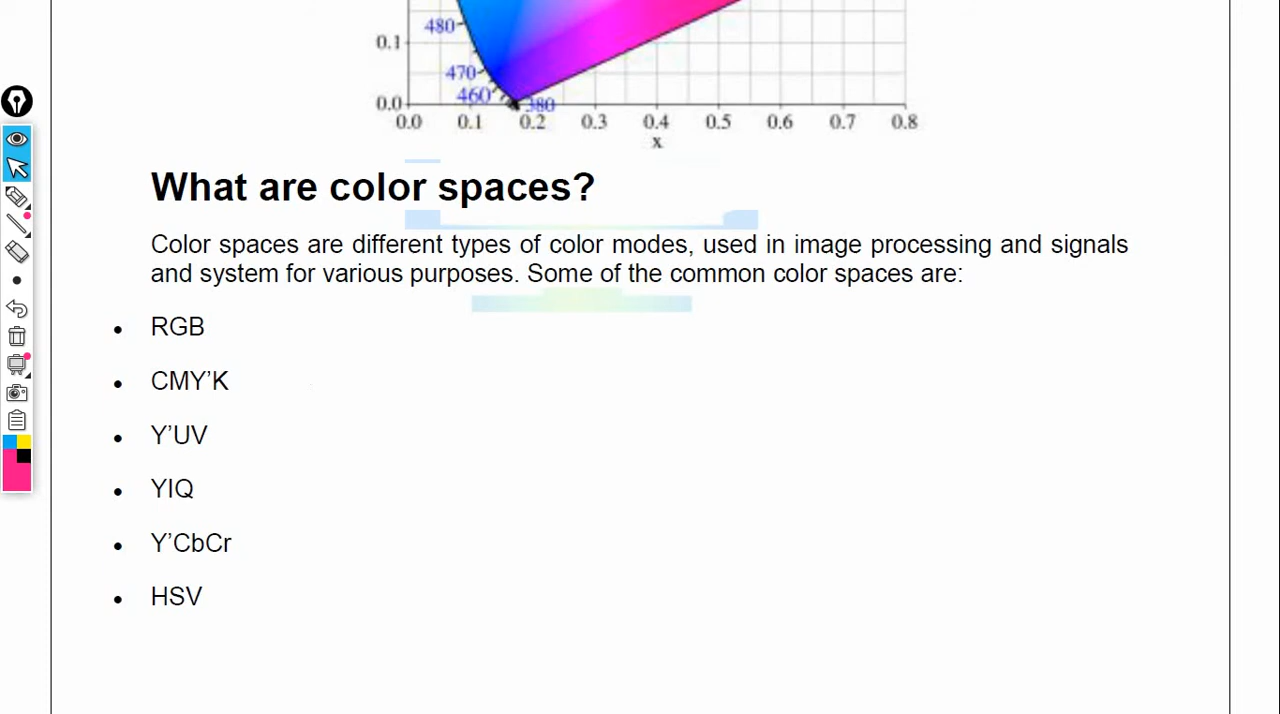 480
0.1
470
460
0.0
380
0.0 0.1 0.2 0.3 0.4 0.5 0.6 0.7 0.8
x
What are color spaces?
Color spaces are different types of color modes, used in image processing and signals
and system for various purposes. Some of the common color spaces are:
• RGB
• CMY’K
• Y’UV
• YIQ
• Y’CbCr
• HSV